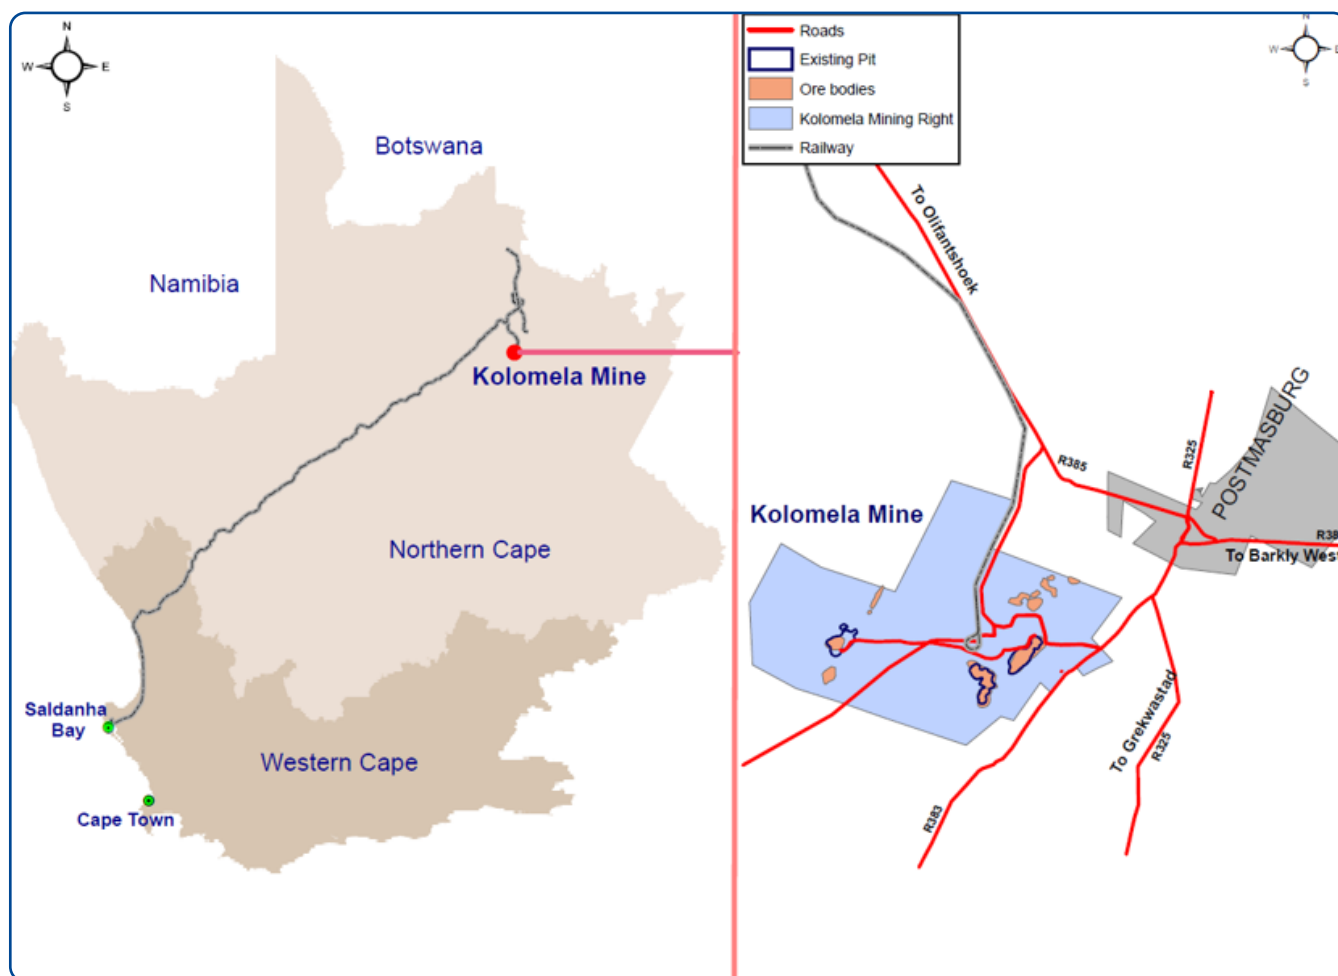 N
W
E
S
Botswana
Namibia
Kolomela Mine
Northern Cape
Saldanha
Bay
Western Cape
Cape Town
Roads
Existing Pit
Ore bodies
Kolomela Mining Right
Railway
N
W
S
To Olifantshoek
R385
R325
POSTMASBURG
R38
To Barkly West
Kolomela Mine
To Grekwastad
R325
R383